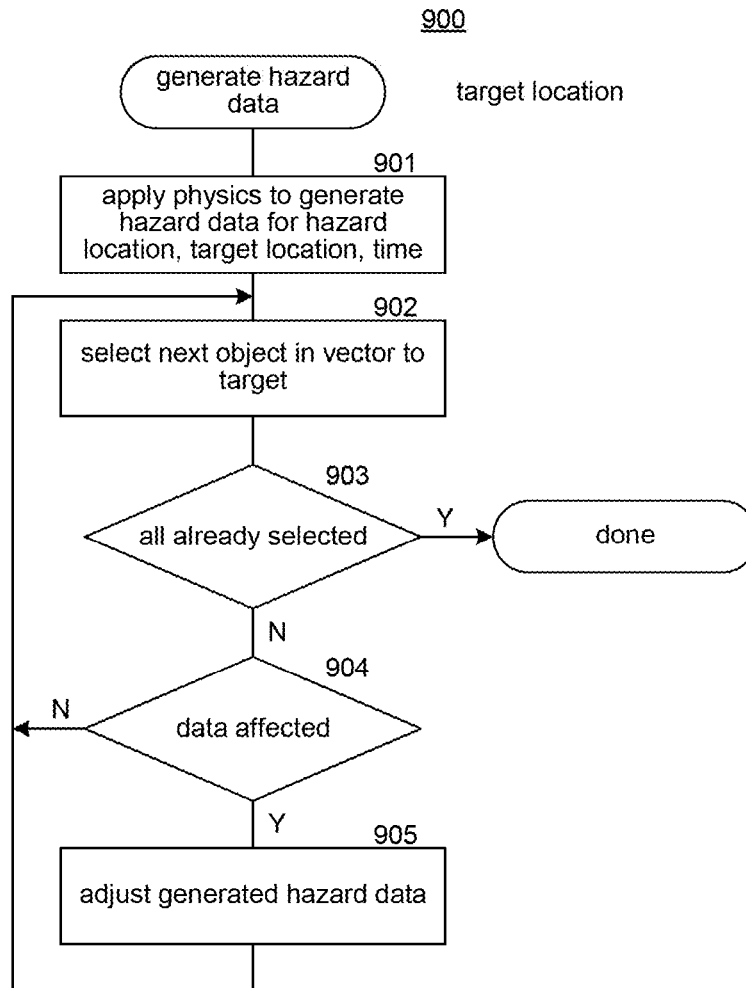 900
generate hazard
data
target location
901
apply physics to generate
hazard data for hazard
location, target location, time
902
select next object in vector to
target
903
all already selected
Y
done
N
904
data affected
N
Y
905
adjust generated hazard data